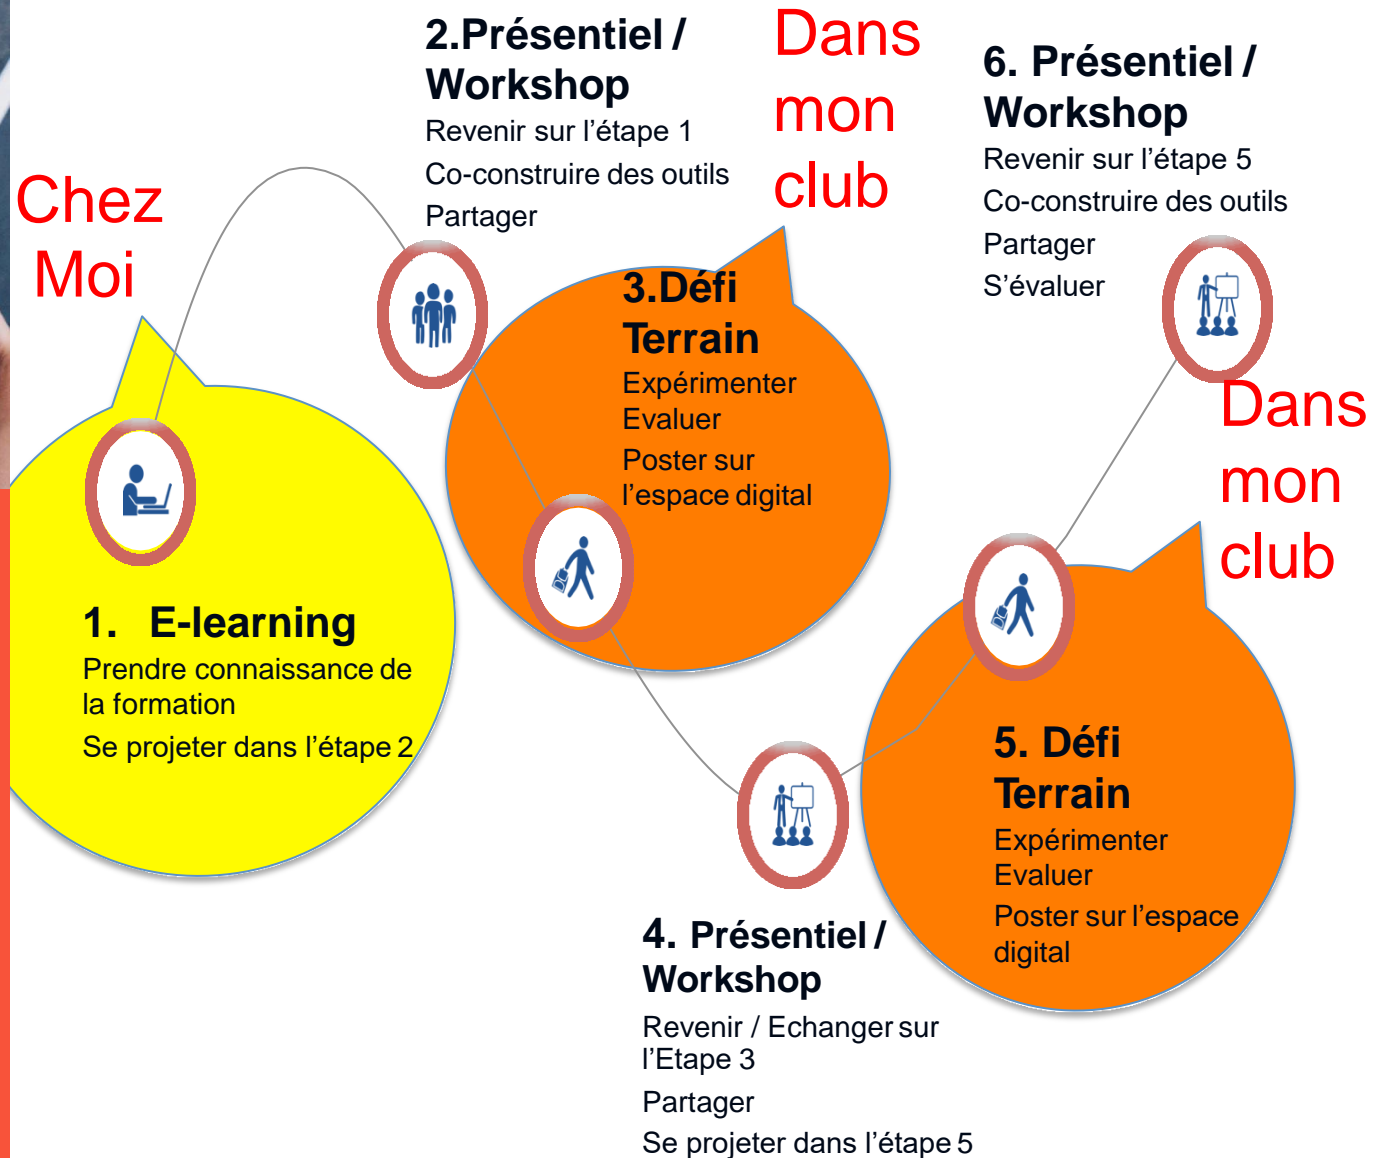 Chez
Moi
1. E-learning
Prendre connaissance de
la formation
Se projeter dans l’étape 2
2.Présentiel /
Workshop
Revenir sur l’étape 1
Co-construire des outils
Partager
Dans
mon
club
3.Défi
Terrain
Expérimenter
Evaluer
Poster sur
l’espace digital
4. Présentiel /
Workshop
Revenir / Echanger sur
l’Etape 3
Partager
Se projeter dans l’étape 5
Dans
mon
club
5. Défi
Terrain
Expérimenter
Evaluer
Poster sur l’espace
digital
6. Présentiel /
Workshop
Revenir sur l’étape 5
Co-construire des outils
Partager
S’évaluer